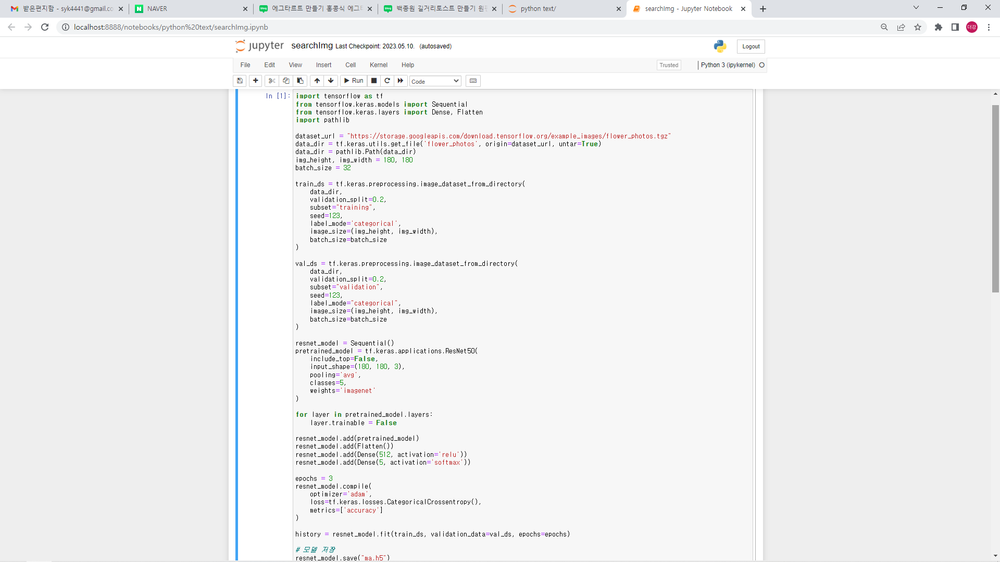 받은편지함 - syk4441@gmail.co
NAVER
에그타르트 만들기 홍콩식 에그타
백종원 길거리토스트 만들기 원팬
python text/
searchImg - Jupyter Notebook
localhost:8888/notebooks/python%20text/searchImg.ipynb
더강
jupyter searchImg Last Checkpoint: 2023.05.10. (autosaved)
Logout
File Edit View Insert Cell Kernel Help
Trusted
Python 3 (ipykernel)
Run
Code
In [1]:
import tensorflow as tf
from tensorflow.keras.models import Sequential
from tensorflow.keras.layers import Dense, Flatten
import pathlib
dataset_url = "https://storage.googleapis.com/download.tensorflow.org/example_images/flower_photos.tgz"
data_dir = tf.keras.utils.get_file('flower_photos', origin=dataset_url, untar=True)
data_dir = pathlib.Path(data_dir)
img_height, img_width = 180, 180
batch_size = 32
train_ds = tf.keras.preprocessing.image_dataset_from_directory(
    data_dir,
    validation_split=0.2,
    subset="training",
    seed=123,
    label_mode='categorical',
    image_size=(img_height, img_width),
    batch_size=batch_size
)
val_ds = tf.keras.preprocessing.image_dataset_from_directory(
    data_dir,
    validation_split=0.2,
    subset="validation",
    seed=123,
    label_mode="categorical",
    image_size=(img_height, img_width),
    batch_size=batch_size
)
resnet_model = Sequential()
pretrained_model = tf.keras.applications.ResNet50(
    include_top=False,
    input_shape=(180, 180, 3),
    pooling='avg',
    classes=5,
    weights='imagenet'
)
for layer in pretrained_model.layers:
    layer.trainable = False
resnet_model.add(pretrained_model)
resnet_model.add(Flatten())
resnet_model.add(Dense(512, activation='relu'))
resnet_model.add(Dense(5, activation='softmax'))
epochs = 3
resnet_model.compile(
    optimizer='adam',
    loss=tf.keras.losses.CategoricalCrossentropy(),
    metrics=['accuracy']
)
history = resnet_model.fit(train_ds, validation_data=val_ds, epochs=epochs)
# 모델 저장
resnet_model.save("ma.h5")